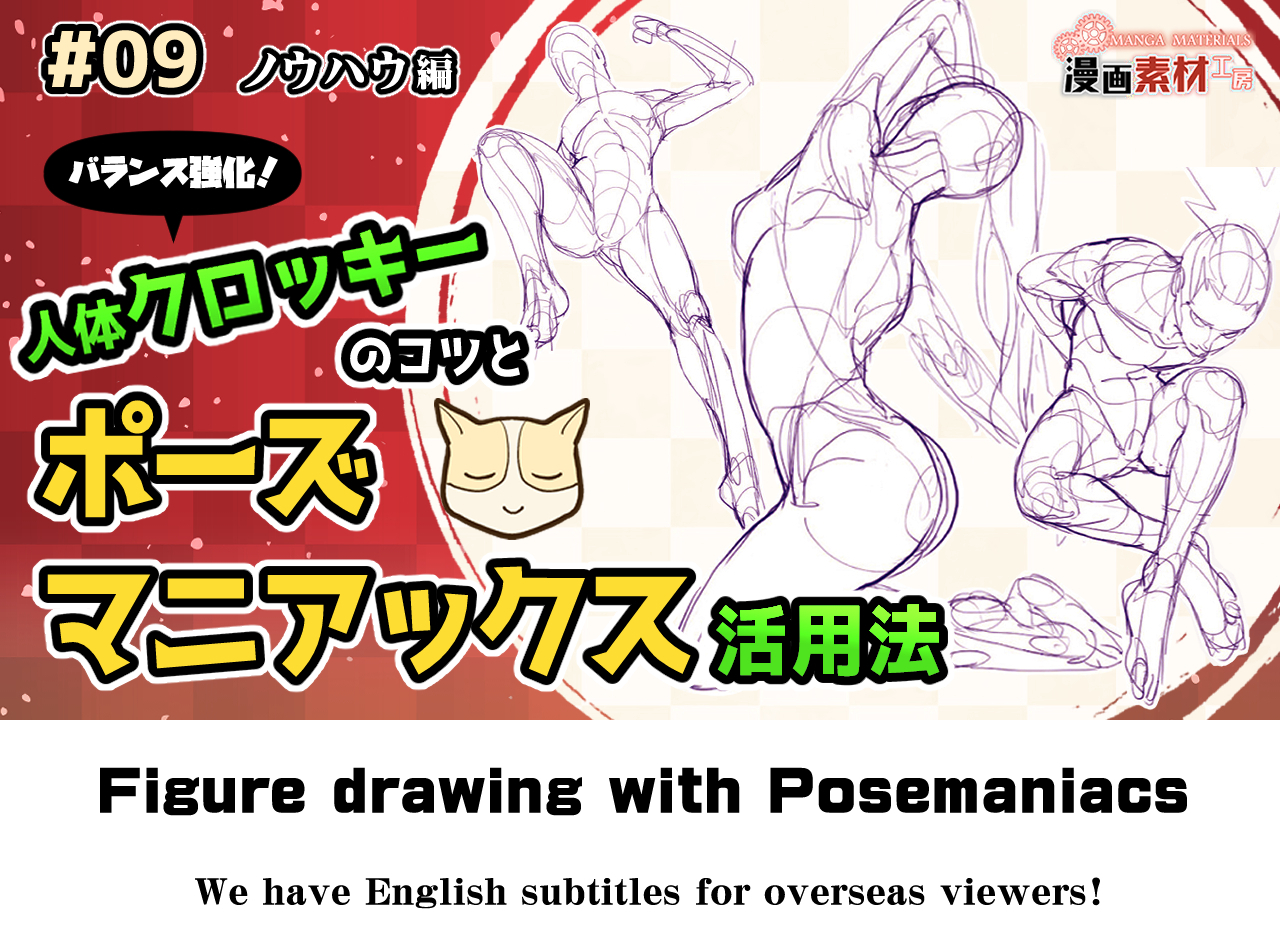 #09 ノウハウ編
MANGA MATERIALS
漫画素材工房
バランス強化！
人体クロッキー
のコツと
ポーズ
マニアックス活用法
Figure drawing with Posemaniacs
We have English subtitles for overseas viewers!